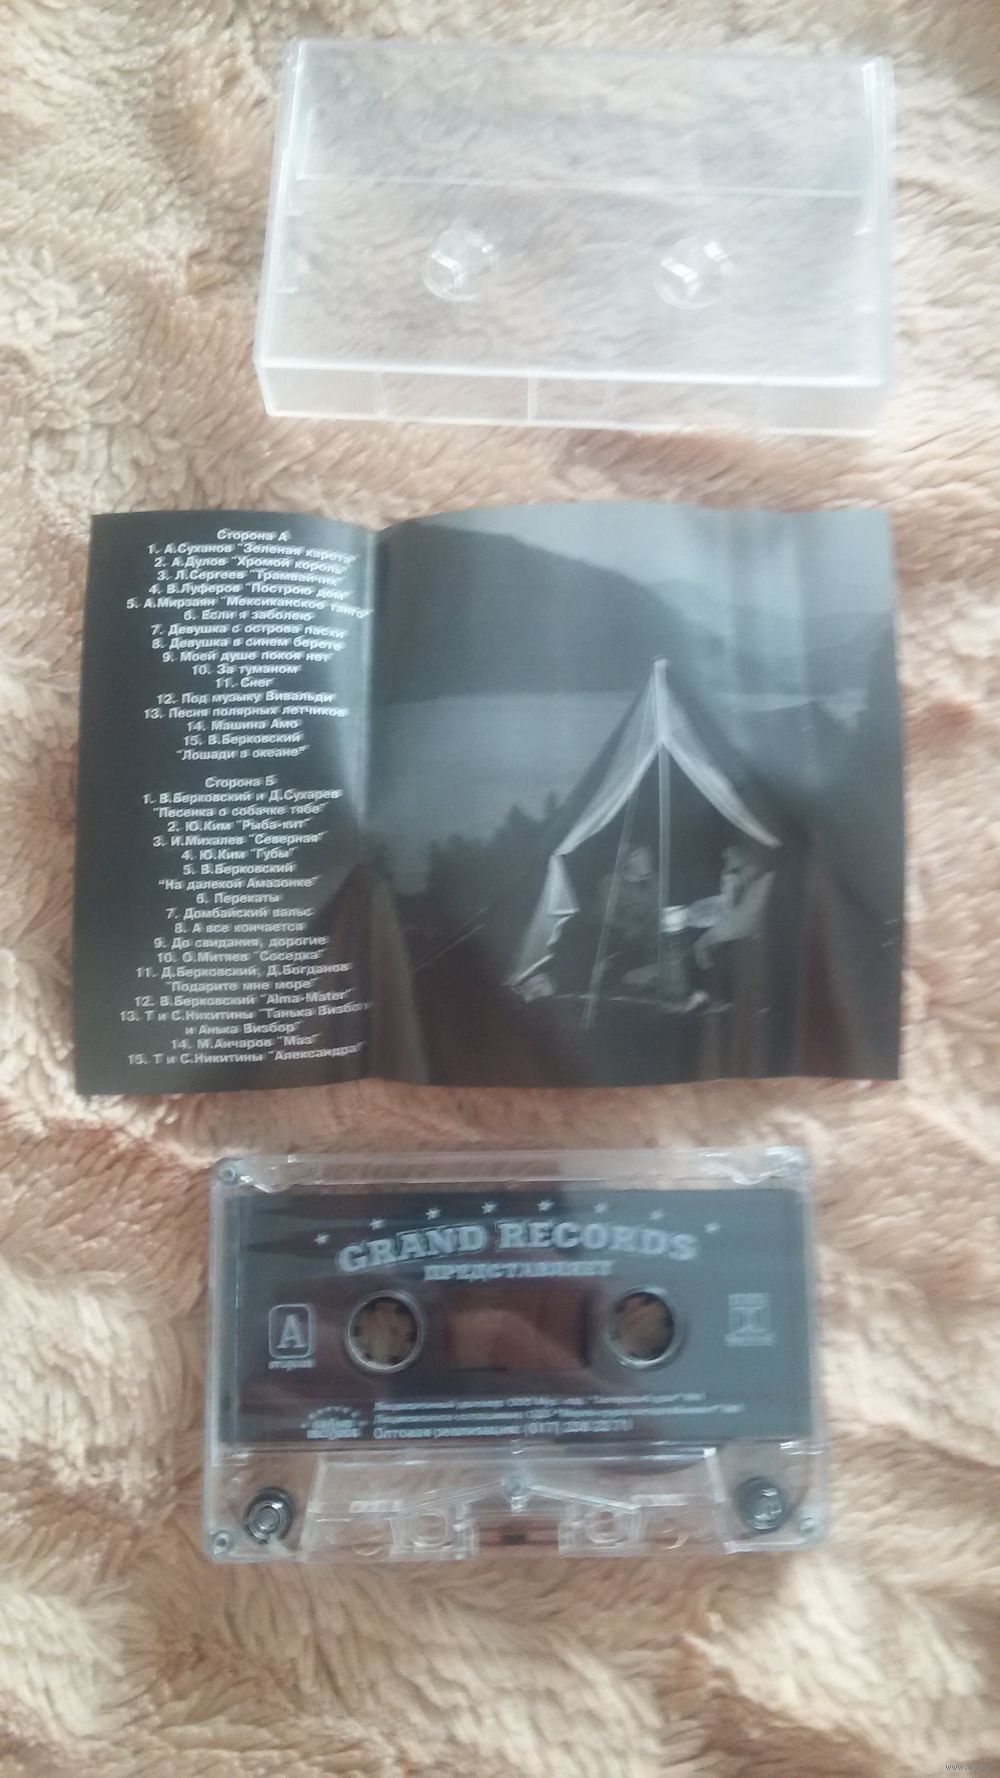 Сторона А
1. А.Суханов "Зеленая карета"
2. А.Дулов "Хромой король"
3. Л.Сергеев "Трамвайчик"
4. В.Луферов "Построю дом"
5. А.Мирзаян "Мексиканское танго"
6. Если я заболею
7. Девушка с острова пасхи
8. Девушка в синем берете
9. Моей душе покоя нет
10. За туманом
11. Снег
12. Под музыку Вивальди
13. Песня полярных летчиков
14. Машина Амо
15. В.Берковский
"Лошади в океане"
Сторона Б
1. В.Берковский и Д.Сухарев
"Песенка о собачке тябе"
2. Ю.Ким "Рыба-кит"
3. И.Михалев "Северная"
4. Ю.Ким "Губы"
5. В.Берковский
"На далекой Амазонке"
6. Перекаты
7. Домбайский вальс
8. А все кончается
9. До свидания, дорогие
10. О.Митяев "Соседка"
11. Д.Берковский, Д.Богданов
"Подарите мне море"
12. В.Берковский "Alma-Mater"
13. Т и С.Никитины "Танька Визбор
и Анька Визбор"
14. М.Анчаров "Маз"
15. Т и С.Никитины "Александра"
GRAND RECORDS
ПРЕДСТАВЛЯЕТ
А
сторона
GRAND
RECORDS
Оптовая реализация: (017)